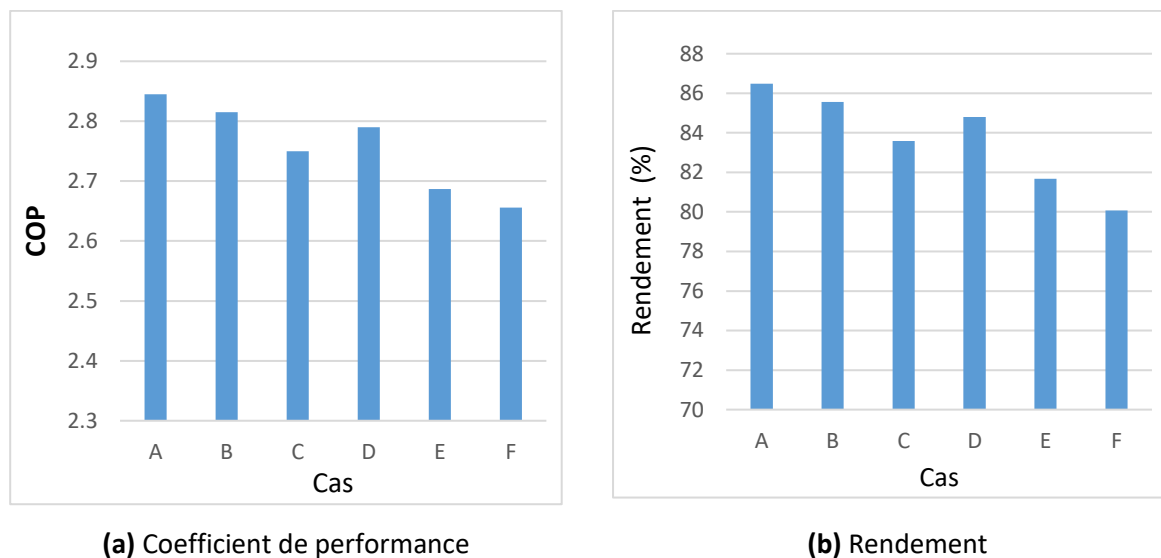 2.9
2.8
2.7
2.6
2.5
2.4
2.3
COP
A B C D E F
Cas
(a) Coefficient de performance
88
86
84
82
80
78
76
74
72
70
Rendement (%)
A B C D E F
Cas
(b) Rendement